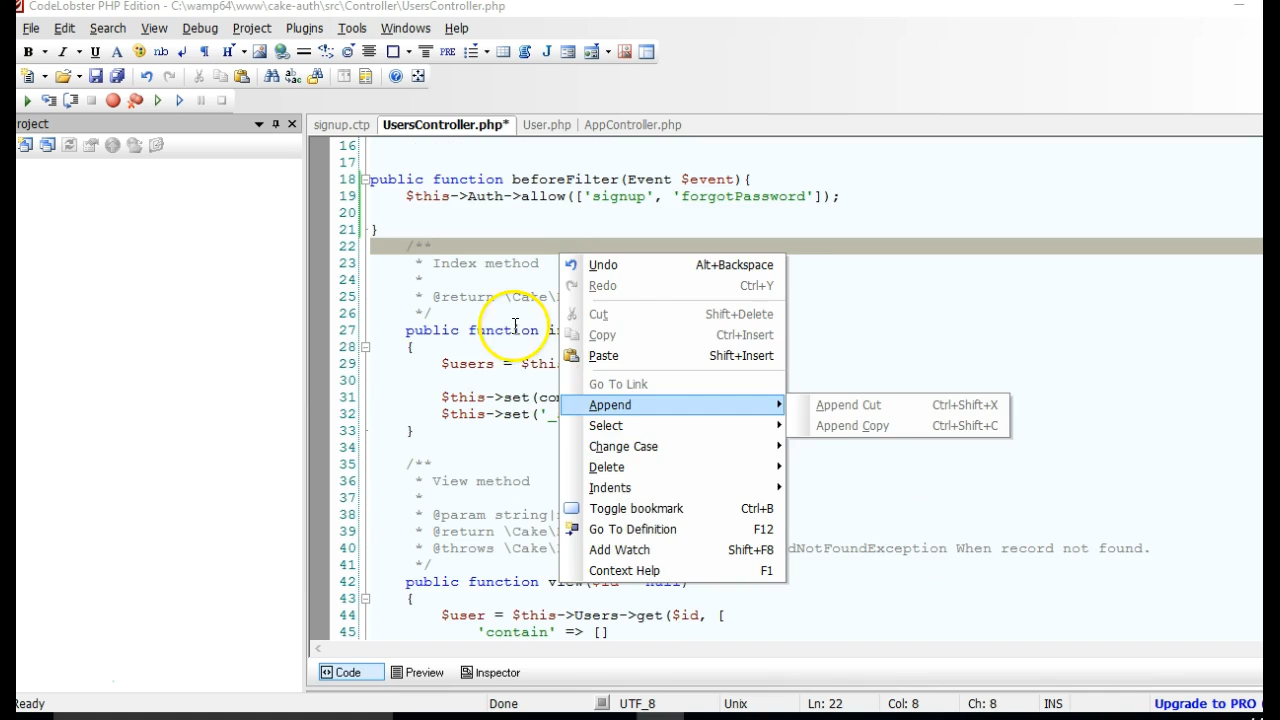 CodeLobster PHP Edition - C:\wamp64\www\cake-auth\src\Controller\UsersController.php
File Edit Search View Debug Project Plugins Tools Windows Help
B I U A nb H PRE J
roject
signup.ctp UsersController.php* User.php AppController.php
16
17
18 public function beforeFilter(Event $event){
19 $this->Auth->allow(['signup', 'forgotPassword']);
20
21 }
22 /**
23 * Index method
24 *
25 * @return \Cake\
26 */
27 public function
28 {
29 $users = $thi
30
31 $this->set(co
32 $this->set('_
33 }
34
35 /**
36 * View method
37 *
38 * @param string|
39 * @return \Cake\
40 * @throws \Cake\ dNotFoundException When record not found.
41 */
42 public function view($id = null)
43 {
44 $user = $this->Users->get($id, [
45 'contain' => []
Undo Alt+Backspace
Redo Ctrl+Y
Cut Shift+Delete
Copy Ctrl+Insert
Paste Shift+Insert
Go To Link
Append
Select
Change Case
Delete
Indents
Toggle bookmark Ctrl+B
Go To Definition F12
Add Watch Shift+F8
Context Help F1
Append Cut Ctrl+Shift+X
Append Copy Ctrl+Shift+C
Code Preview Inspector
Ready Done UTF_8 Unix Ln: 22 Col: 8 Ch: 8 INS Upgrade to PRO